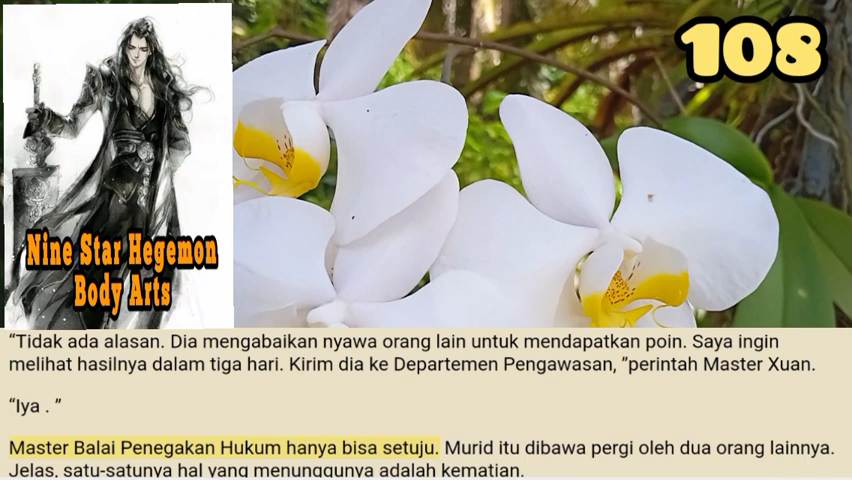 108
Nine Star Hegemon
Body Arts
“Tidak ada alasan. Dia mengabaikan nyawa orang lain untuk mendapatkan poin. Saya ingin
melihat hasilnya dalam tiga hari. Kirim dia ke Departemen Pengawasan, ”perintah Master Xuan.
“Iya . ”
Master Balai Penegakan Hukum hanya bisa setuju. Murid itu dibawa pergi oleh dua orang lainnya.
Jelas, satu-satunya hal yang menunggunya adalah kematian.